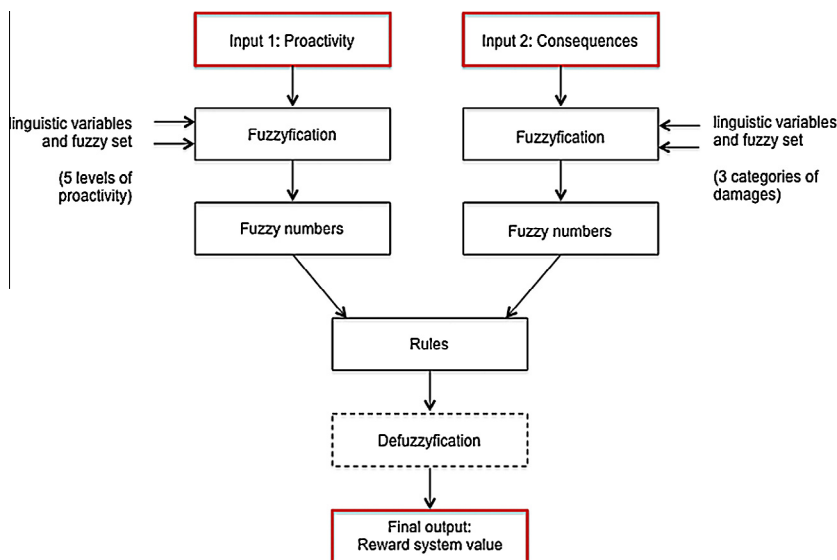 Input 1: Proactivity
Input 2: Consequences
linguistic variables
and fuzzy set
(5 levels of
proactivity)
Fuzzyfication
Fuzzyfication
linguistic variables
and fuzzy set
(3 categories of
damages)
Fuzzy numbers
Fuzzy numbers
Rules
Defuzzyfication
Final output:
Reward system value